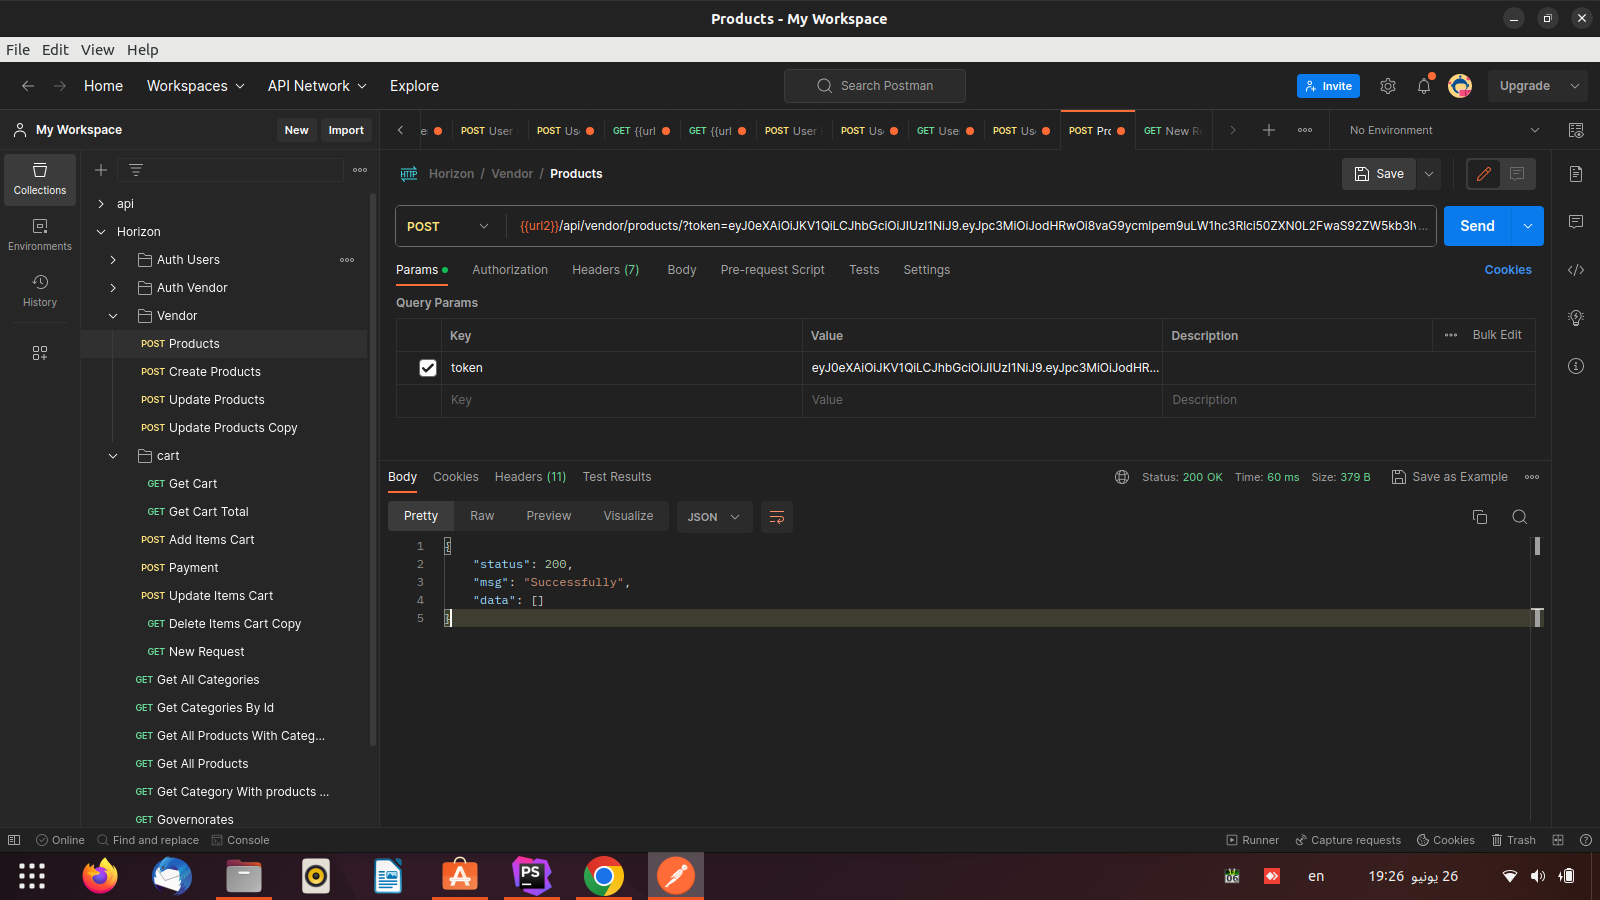 Products - My Workspace
File Edit View Help
Home Workspaces API Network Explore Search Postman Invite Upgrade
My Workspace New Import
POST User POST Use GET {{url GET {{url POST User POST Use GET User POST Use POST Pro GET New R No Environment
Collections
Environments
History
api
Horizon
Auth Users
Auth Vendor
Vendor
POST Products
POST Create Products
POST Update Products
POST Update Products Copy
cart
GET Get Cart
GET Get Cart Total
POST Add Items Cart
POST Payment
POST Update Items Cart
GET Delete Items Cart Copy
GET New Request
GET Get All Categories
GET Get Categories By Id
GET Get All Products With Categ...
GET Get All Products
GET Get Category With products ...
GET Governorates
HTTP Horizon / Vendor / Products Save
POST {{url2}}/api/vendor/products/?token=eyJ0eXAiOiJKV1QiLCJhbGciOiJIUzI1NiJ9.eyJpc3MiOiJodHRwOi8vaG9yaXpvbi5uLW1hc3Rlci50ZXN0L2FwaS92ZW5kb3Iv...
Send
Params Authorization Headers (7) Body Pre-request Script Tests Settings Cookies
Query Params
Key Value Description Bulk Edit
token eyJ0eXAiOiJKV1QiLCJhbGciOiJIUzI1NiJ9.eyJpc3MiOiJodHR...
Key Value Description
Body Cookies Headers (11) Test Results Status: 200 OK Time: 60 ms Size: 379 B Save as Example
Pretty Raw Preview Visualize JSON
1 {
2 "status": 200,
3 "msg": "Successfully",
4 "data": []
5 }
Online Find and replace Console Runner Capture requests Cookies Trash
PS en 19:26 26 يونيو